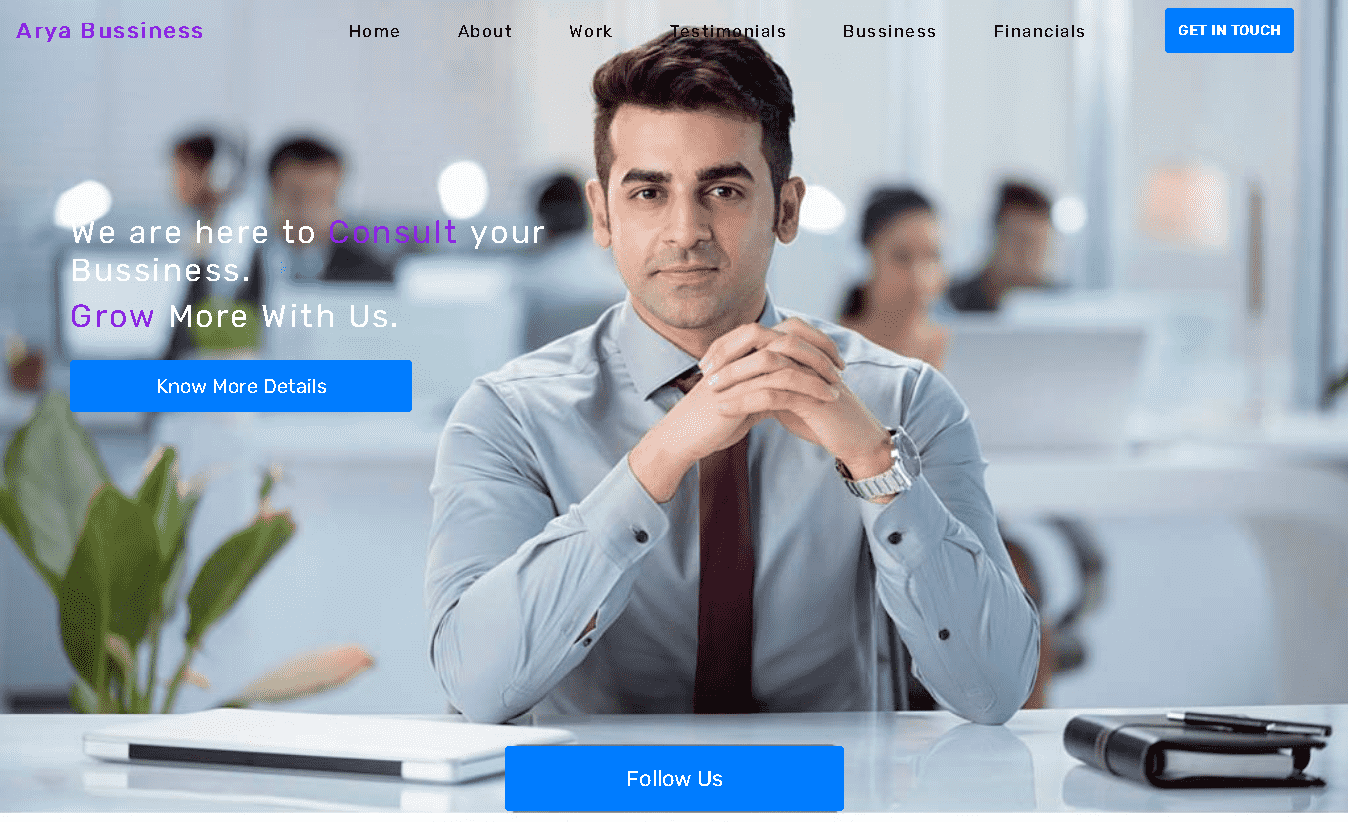 Arya Bussiness
Home About Work Testimonials Bussiness Financials
GET IN TOUCH
We are here to Consult your
Bussiness.
Grow More With Us.
Know More Details
Follow Us